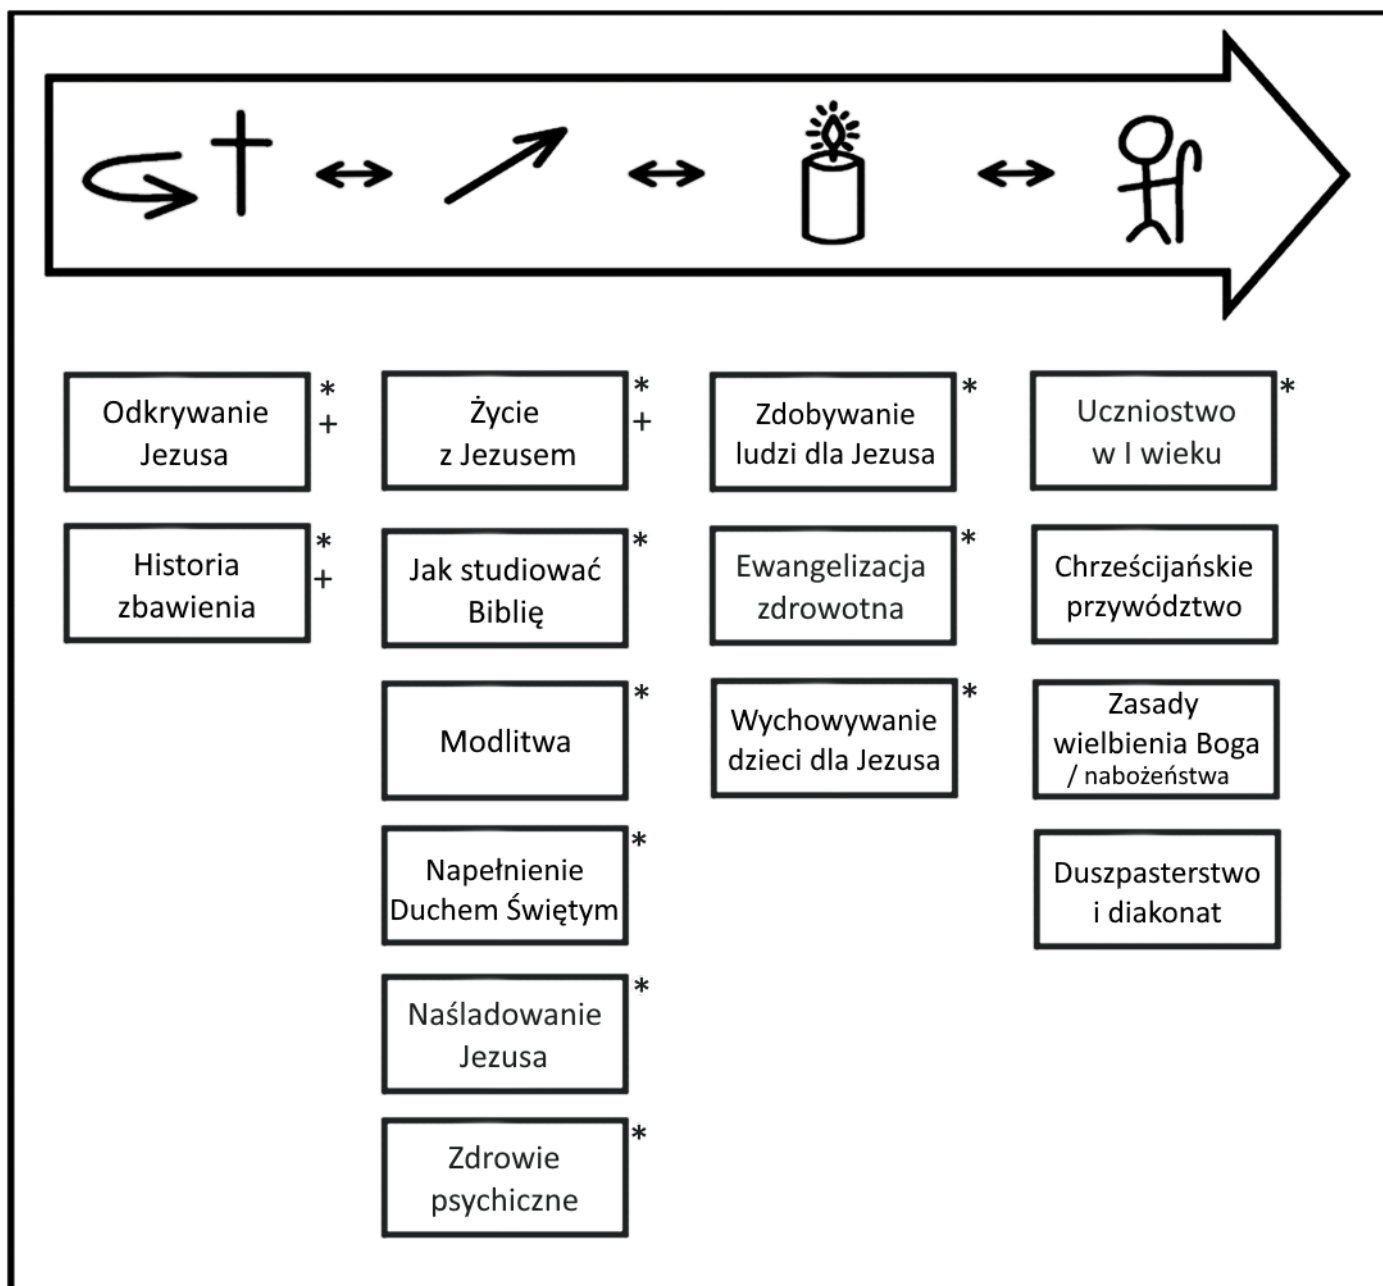 Odkrywanie
Jezusa
*
+
Historia
zbawienia
*
+
Życie
z Jezusem
*
+
Jak studiować
Biblię
*
Modlitwa
*
Napełnienie
Duchem Świętym
*
Naśladowanie
Jezusa
*
Zdrowie
psychiczne
*
Zdobywanie
ludzi dla Jezusa
*
Ewangelizacja
zdrowotna
*
Wychowywanie
dzieci dla Jezusa
*
Uczniostwo
w I wieku
*
Chrześcijańskie
przywództwo
Zasady
wielbienia Boga
/ nabożeństwa
Duszpasterstwo
i diakonat